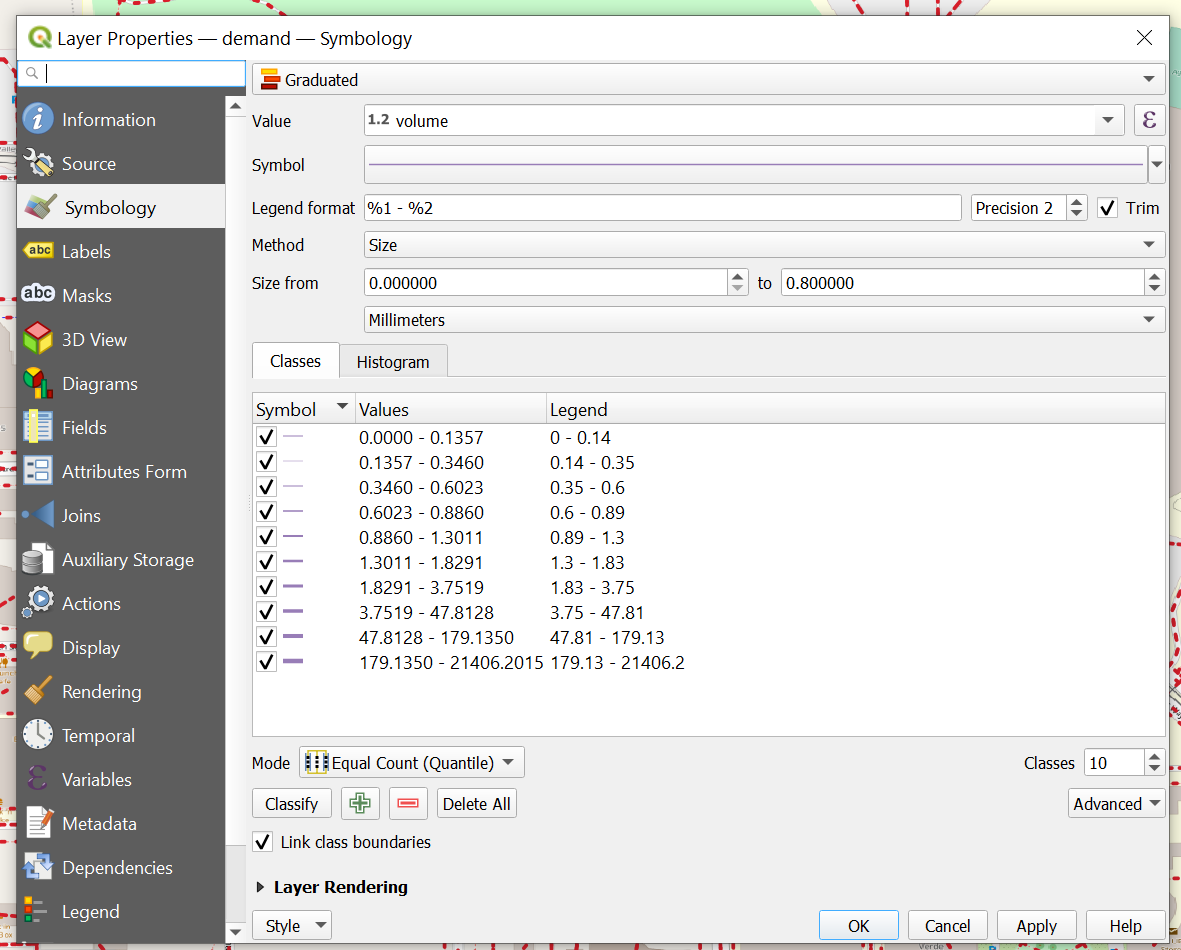 Layer Properties — demand — Symbology
Information
Source
Symbology
abc Labels
abc Masks
3D View
Diagrams
Fields
Attributes Form
Joins
Auxiliary Storage
Actions
Display
Rendering
Temporal
Variables
Metadata
Dependencies
Legend
Graduated
Value 1.2 volume ε
Symbol
Legend format %1 - %2 Precision 2 Trim
Method Size
Size from 0.000000 to 0.800000
Millimeters
Classes Histogram
Symbol Values Legend
0.0000 - 0.1357 0 - 0.14
0.1357 - 0.3460 0.14 - 0.35
0.3460 - 0.6023 0.35 - 0.6
0.6023 - 0.8860 0.6 - 0.89
0.8860 - 1.3011 0.89 - 1.3
1.3011 - 1.8291 1.3 - 1.83
1.8291 - 3.7519 1.83 - 3.75
3.7519 - 47.8128 3.75 - 47.81
47.8128 - 179.1350 47.81 - 179.13
179.1350 - 21406.2015 179.13 - 21406.2
Mode Equal Count (Quantile) Classes 10
Classify Delete All Advanced
Link class boundaries
Layer Rendering
Style OK Cancel Apply Help